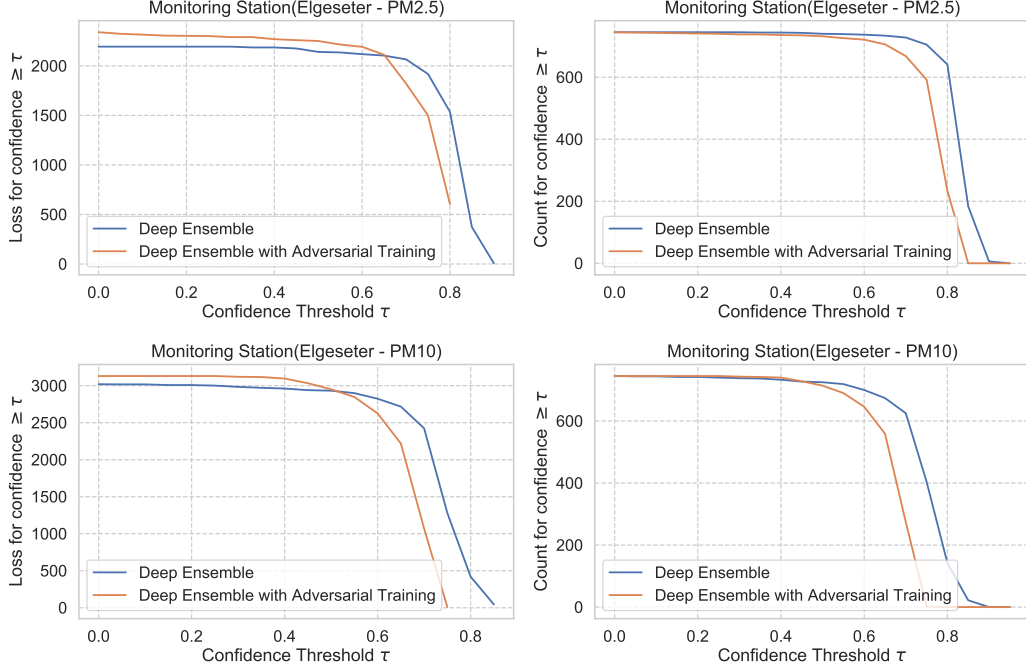 Monitoring Station(Elgeseter - PM2.5)
Loss for confidence ≥ τ
2000
1500
1000
500
0
Deep Ensemble
Deep Ensemble with Adversarial Training
0.0 0.2 0.4 0.6 0.8
Confidence Threshold τ
Monitoring Station(Elgeseter - PM2.5)
Count for confidence ≥ τ
600
400
200
0
Deep Ensemble
Deep Ensemble with Adversarial Training
0.0 0.2 0.4 0.6 0.8
Confidence Threshold τ
Monitoring Station(Elgeseter - PM10)
Loss for confidence ≥ τ
3000
2500
2000
1500
1000
500
0
Deep Ensemble
Deep Ensemble with Adversarial Training
0.0 0.2 0.4 0.6 0.8
Confidence Threshold τ
Monitoring Station(Elgeseter - PM10)
Count for confidence ≥ τ
600
400
200
0
Deep Ensemble
Deep Ensemble with Adversarial Training
0.0 0.2 0.4 0.6 0.8
Confidence Threshold τ